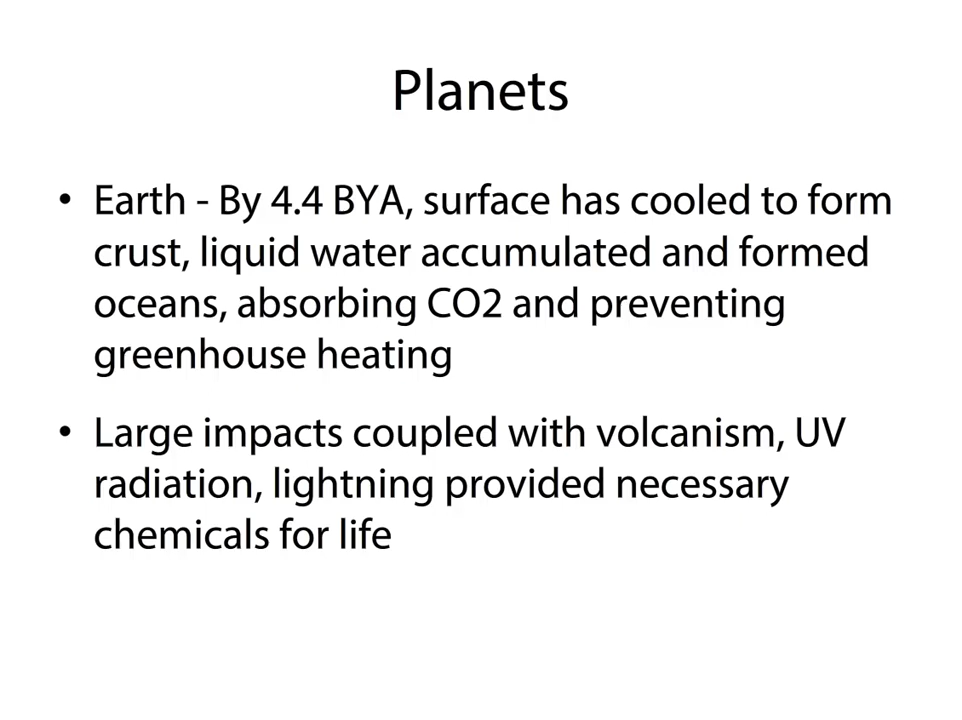 Planets
• Earth - By 4.4 BYA, surface has cooled to form
crust, liquid water accumulated and formed
oceans, absorbing CO2 and preventing
greenhouse heating
• Large impacts coupled with volcanism, UV
radiation, lightning provided necessary
chemicals for life